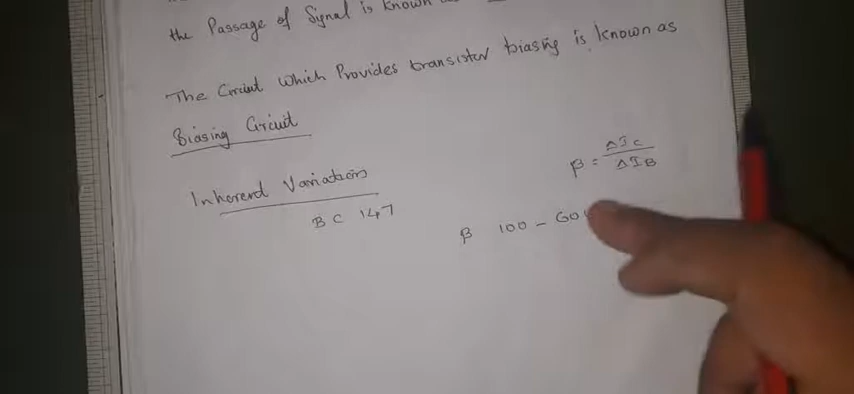 the Passage of Signal is known
The Circuit which Provides transistor biasing is known as
Biasing Circuit
Inherent Variations
β = ΔIC / ΔIB
BC 147
β 100 - 60